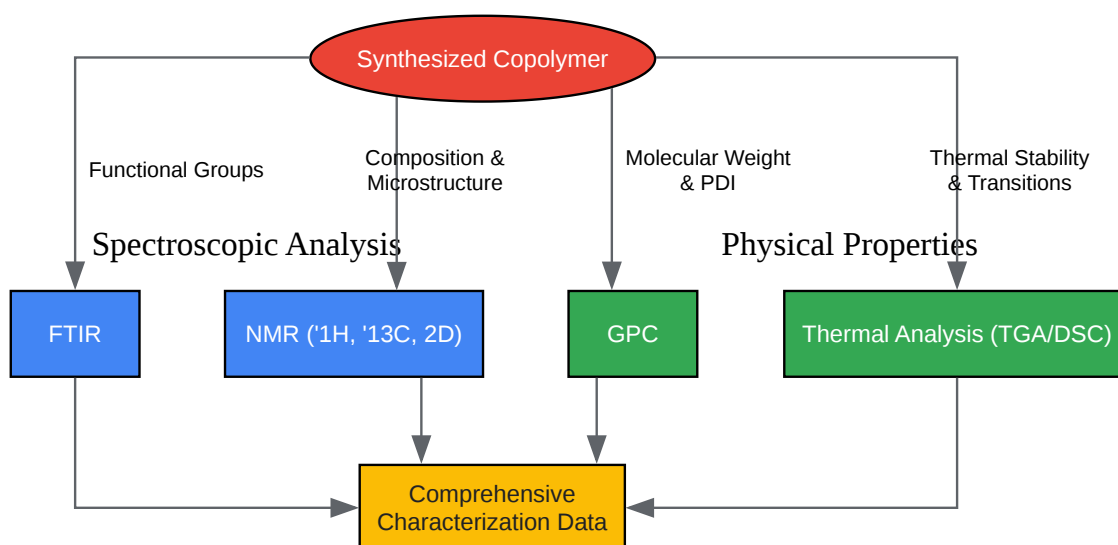 Synthesized Copolymer
Functional Groups
Composition &
Microstructure
Molecular Weight
& PDI
Thermal Stability
& Transitions
Spectroscopic Analysis
Physical Properties
FTIR
NMR ('1H, '13C, 2D)
GPC
Thermal Analysis (TGA/DSC)
Comprehensive
Characterization Data